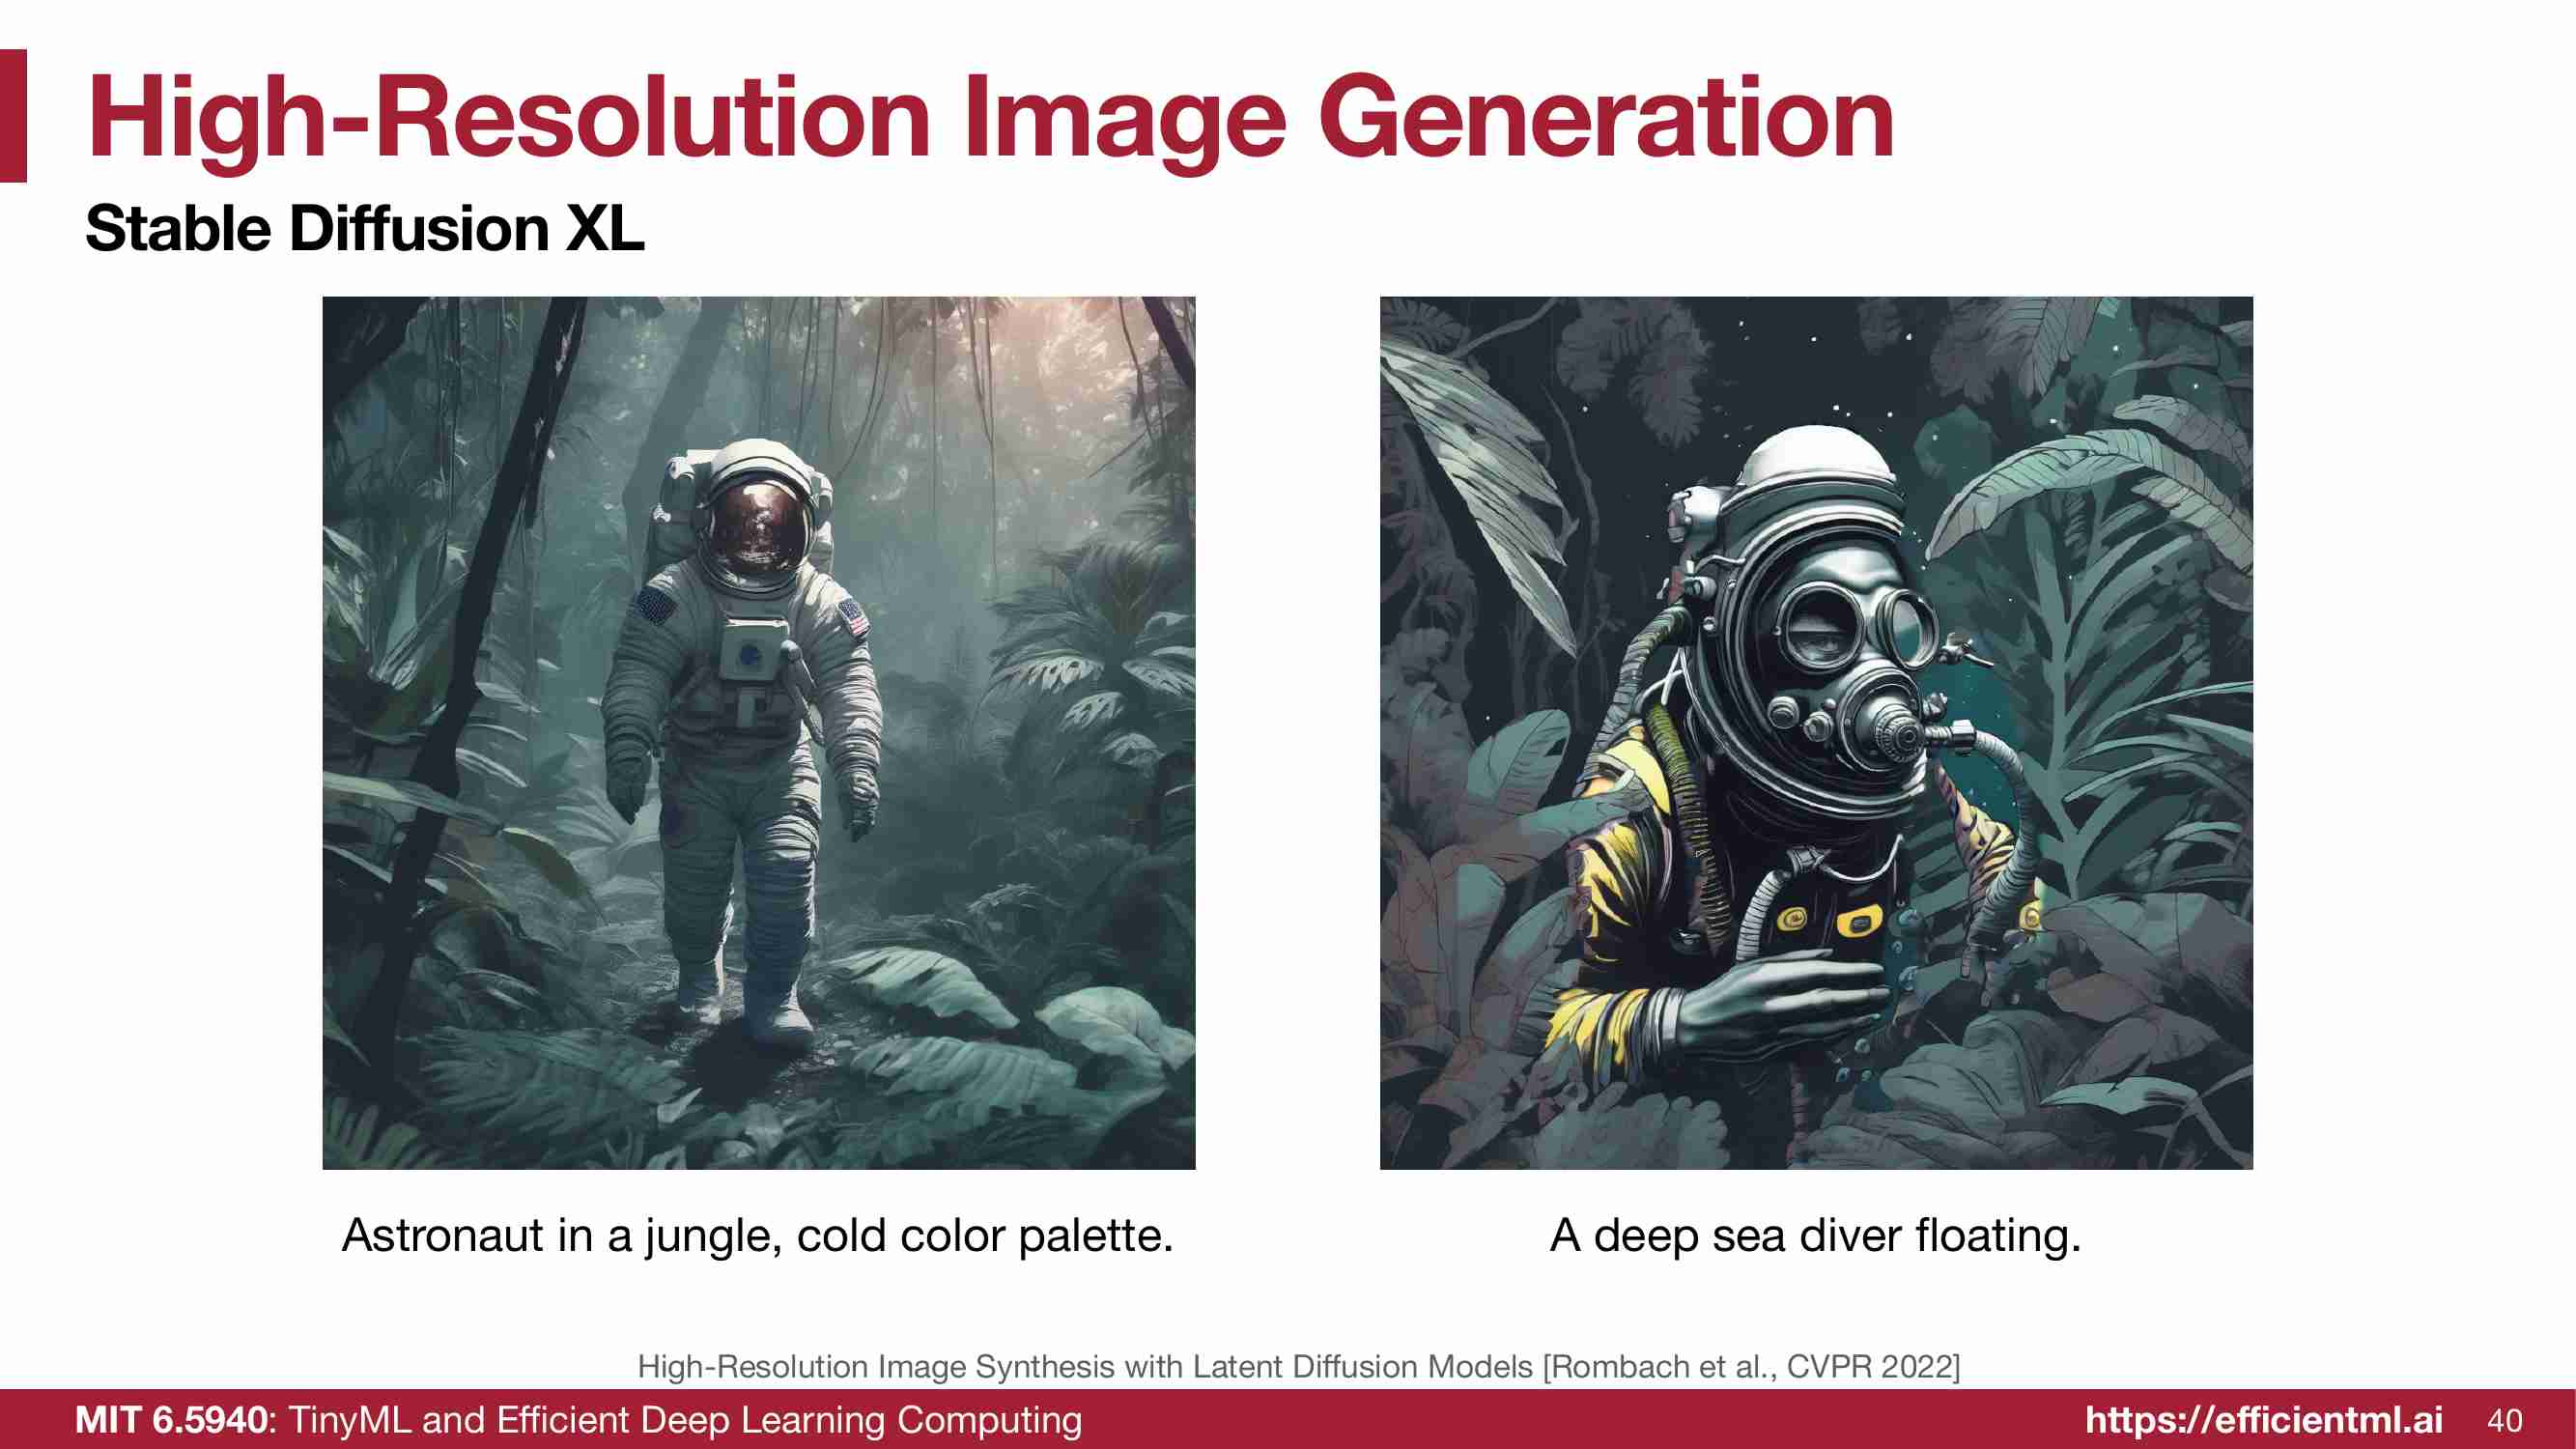 High-Resolution Image Generation
Stable Diffusion XL
Astronaut in a jungle, cold color palette.
A deep sea diver floating.
High-Resolution Image Synthesis with Latent Diffusion Models [Rombach et al., CVPR 2022]
MIT 6.5940: TinyML and Efficient Deep Learning Computing
https://efficientml.ai
40